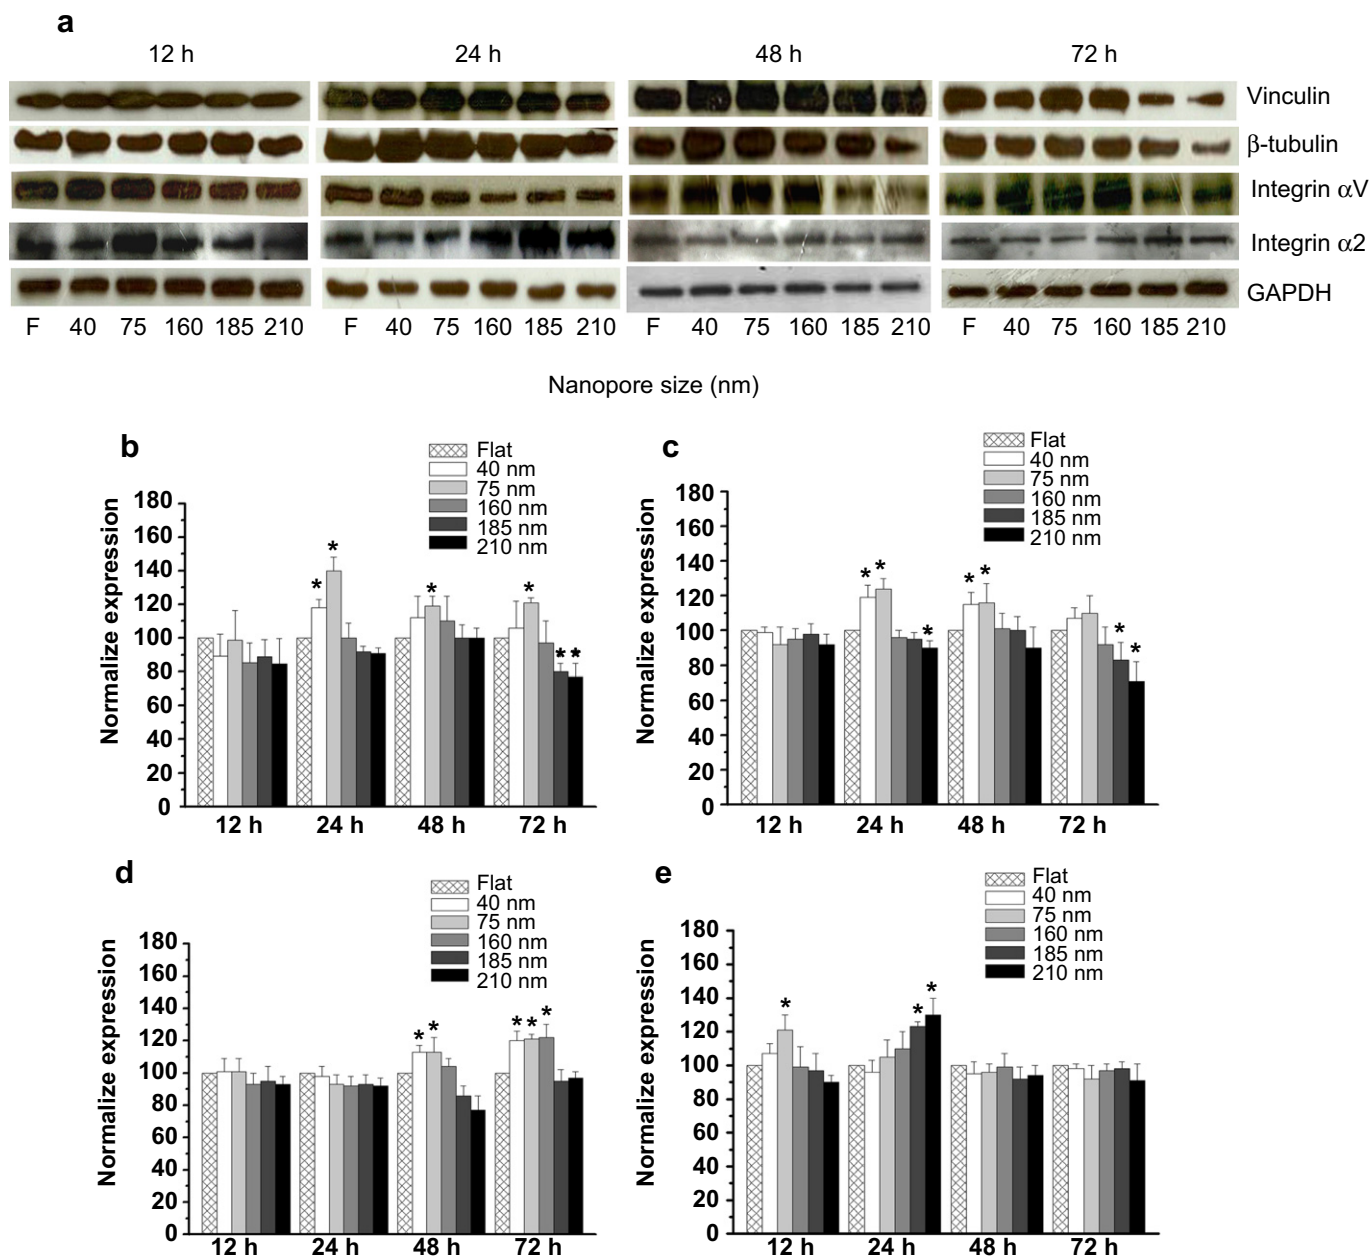 a
12 h 24 h 48 h 72 h
Vinculin
β-tubulin
Integrin αV
Integrin α2
GAPDH
F 40 75 160 185 210 F 40 75 160 185 210 F 40 75 160 185 210 F 40 75 160 185 210
Nanopore size (nm)
b
Flat
40 nm
75 nm
160 nm
185 nm
210 nm
Normalize expression
180
160
140
120
100
80
60
40
20
0
* * * * * *
12 h 24 h 48 h 72 h
c
Flat
40 nm
75 nm
160 nm
185 nm
210 nm
Normalize expression
180
160
140
120
100
80
60
40
20
0
* * * * * * *
12 h 24 h 48 h 72 h
d
Flat
40 nm
75 nm
160 nm
185 nm
210 nm
Normalize expression
180
160
140
120
100
80
60
40
20
0
* * * * *
12 h 24 h 48 h 72 h
e
Flat
40 nm
75 nm
160 nm
185 nm
210 nm
Normalize expression
180
160
140
120
100
80
60
40
20
0
* * *
12 h 24 h 48 h 72 h